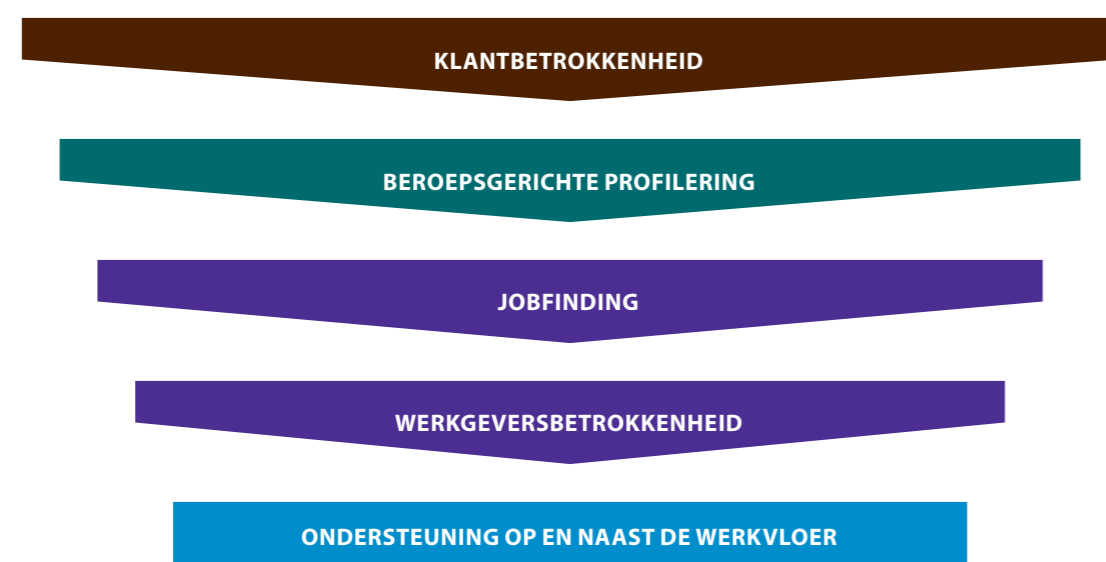 KLANTBETROKKENHEID
BEROEPSGERICHTE PROFILERING
JOBFINDING
WERKGEVERSBETROKKENHEID
ONDERSTEUNING OP EN NAAST DE WERKVLOER